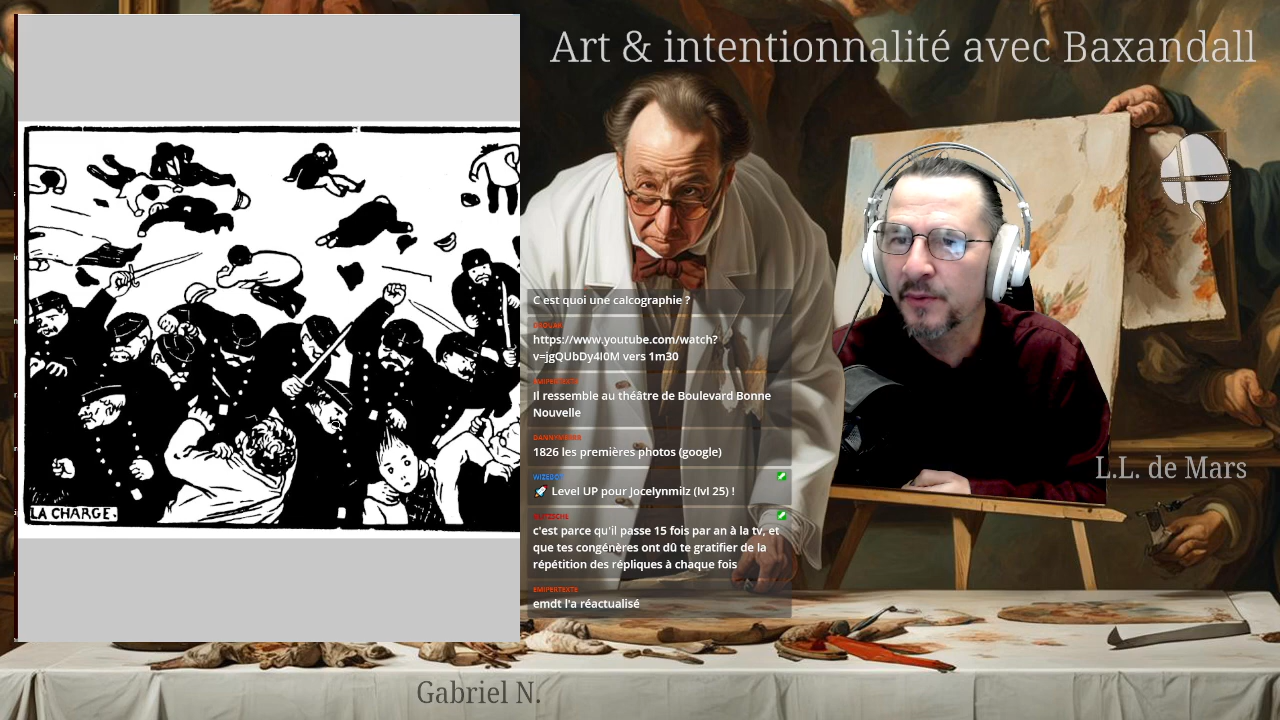 Art & intentionnalité avec Baxandall
C est quoi une calcographie ?
https://www.youtube.com/watch?
v=jgQUbDy4I0M vers 1m30
Il ressemble au théâtre de Boulevard Bonne
Nouvelle
1826 les premières photos (google)
WIZEBOT
🚀 Level UP pour Jocelynmilz (lvl 25) !
c'est parce qu'il passe 15 fois par an à la tv, et
que tes congénères ont dû te gratifier de la
répétition des répliques à chaque fois
emdt l'a réactualisé
LA CHARGE.
L.L. de Mars
Gabriel N.